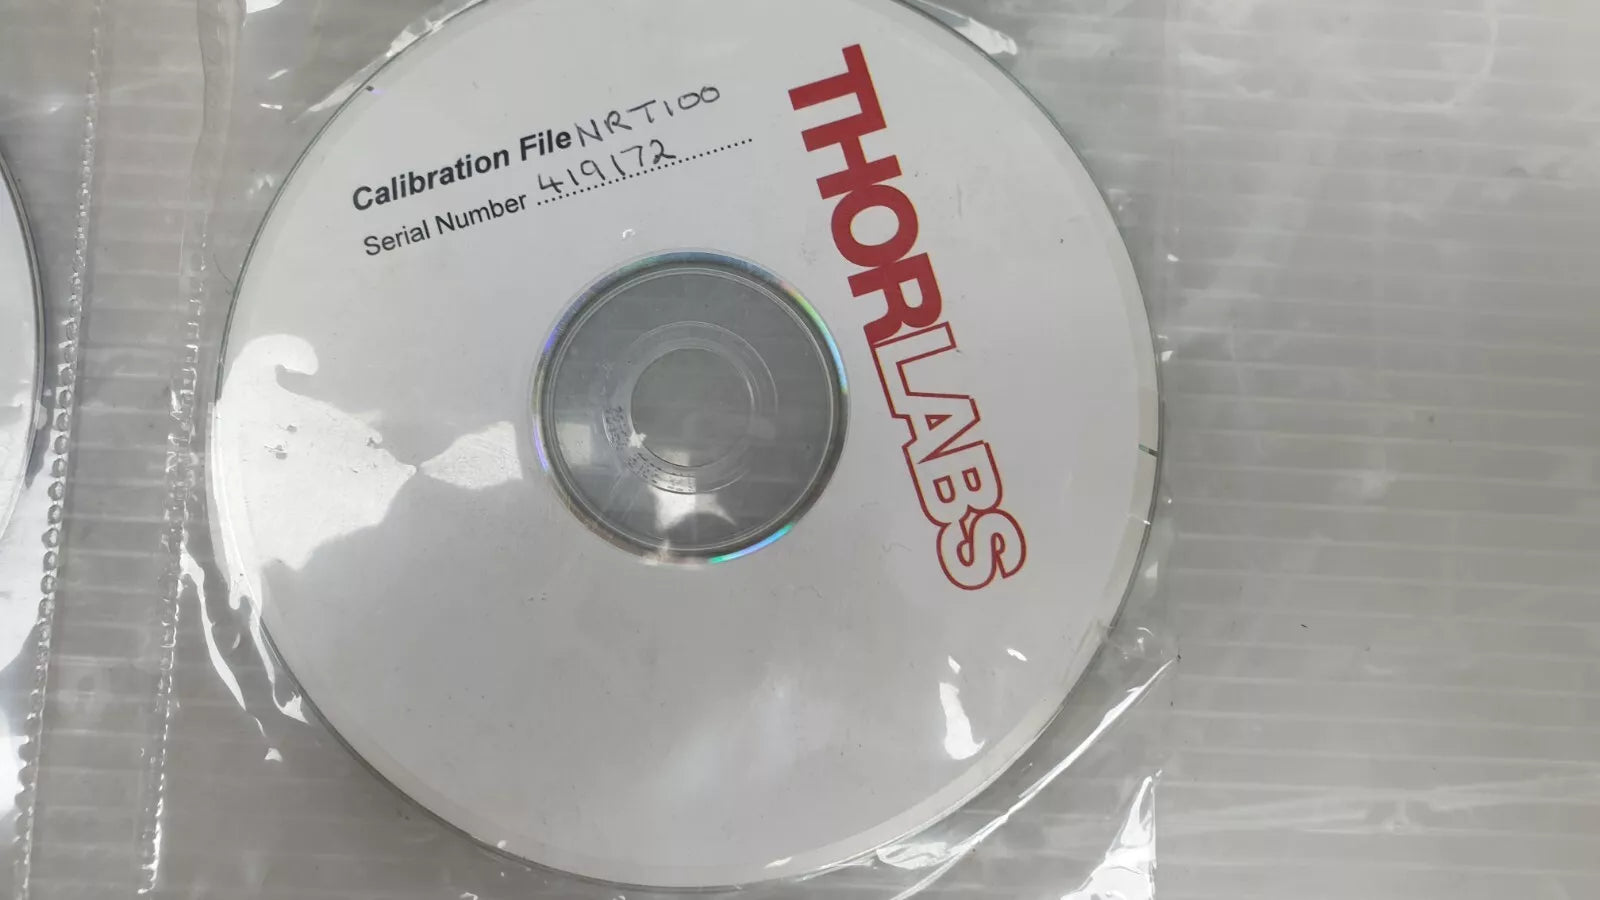 Calibration File NRT100
Serial Number 419172
THORLABS